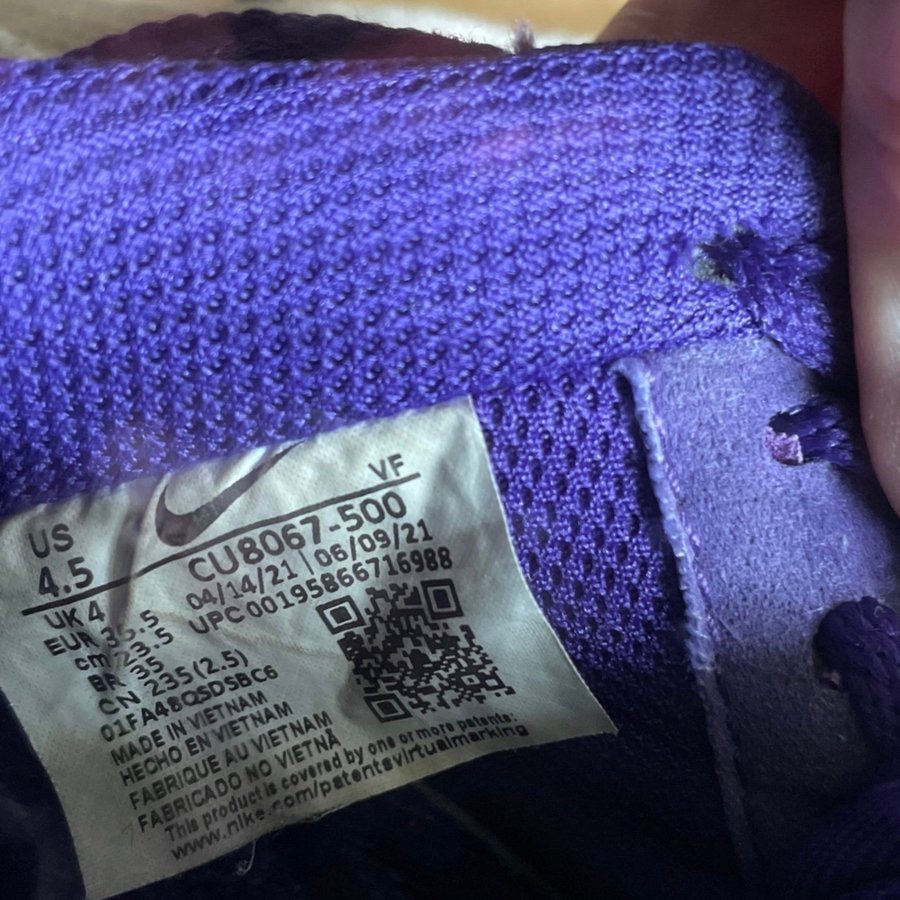 VF
US
4.5
CU8067-500
04/14/21 | 06/09/21
UPC 00195866716988
UK 4
EUR 35.5
cm 23.5
BR 35
CN 235(2.5)
01FA48QSDSBC6
MADE IN VIETNAM
HECHO EN VIETNAM
FABRIQUE AU VIETNAM
FABRICADO NO VIETNÃ
This product is covered by one or more patents:
www.nike.com/patentsvirtualmarking